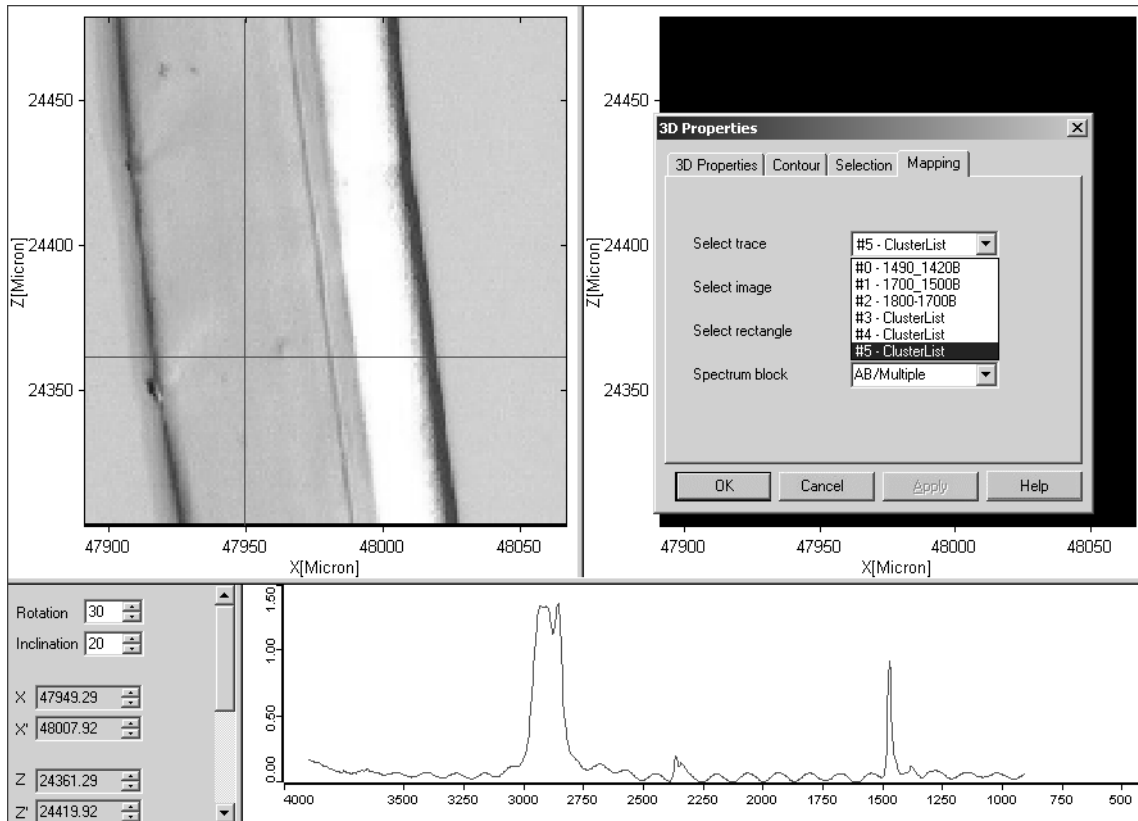 24450
24400
24350
Z[Micron]
47900 47950 48000 48050
X[Micron]
24450
24400
24350
Z[Micron]
47900 47950 48000 48050
X[Micron]
3D Properties
3D Properties Contour Selection Mapping
Select trace #5 - ClusterList
#0 - 1490_1420B
#1 - 1700_1500B
#2 - 1800-1700B
#3 - ClusterList
#4 - ClusterList
#5 - ClusterList
Select image
Select rectangle
Spectrum block AB/Multiple
OK Cancel Apply Help
Rotation 30
Inclination 20
X 47949.29
X' 48007.92
Z 24361.29
Z' 24419.92
1.50
1.00
0.50
0.00
4000 3500 3250 3000 2750 2500 2250 2000 1750 1500 1250 1000 750 500